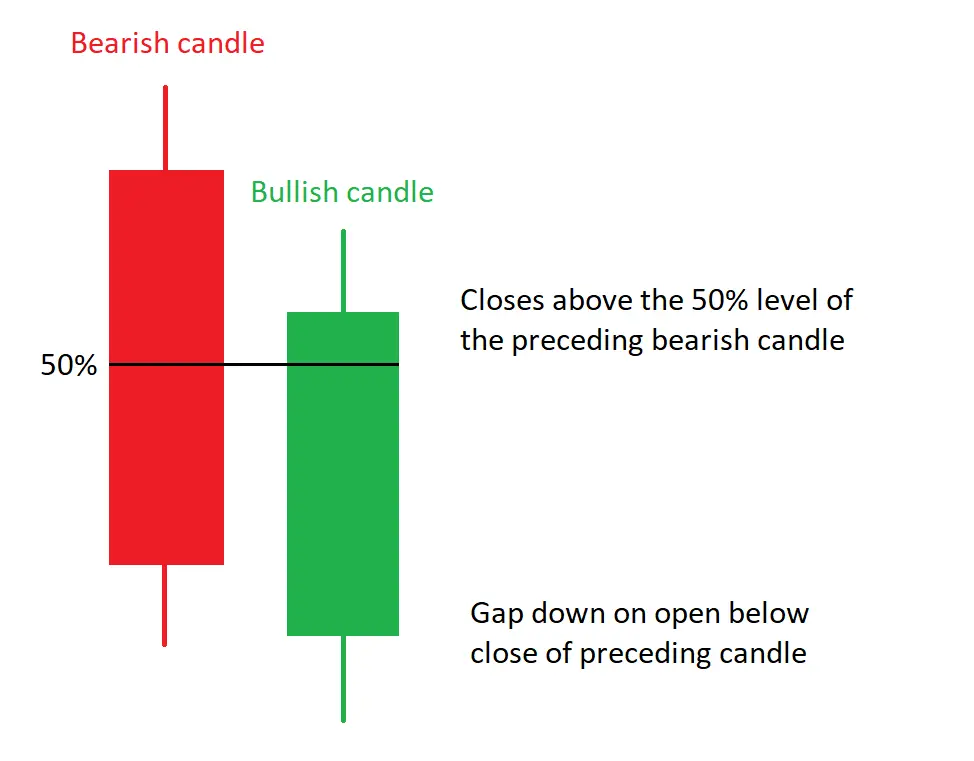 Bearish candle
Bullish candle
Closes above the 50% level of
the preceding bearish candle
50%
Gap down on open below
close of preceding candle